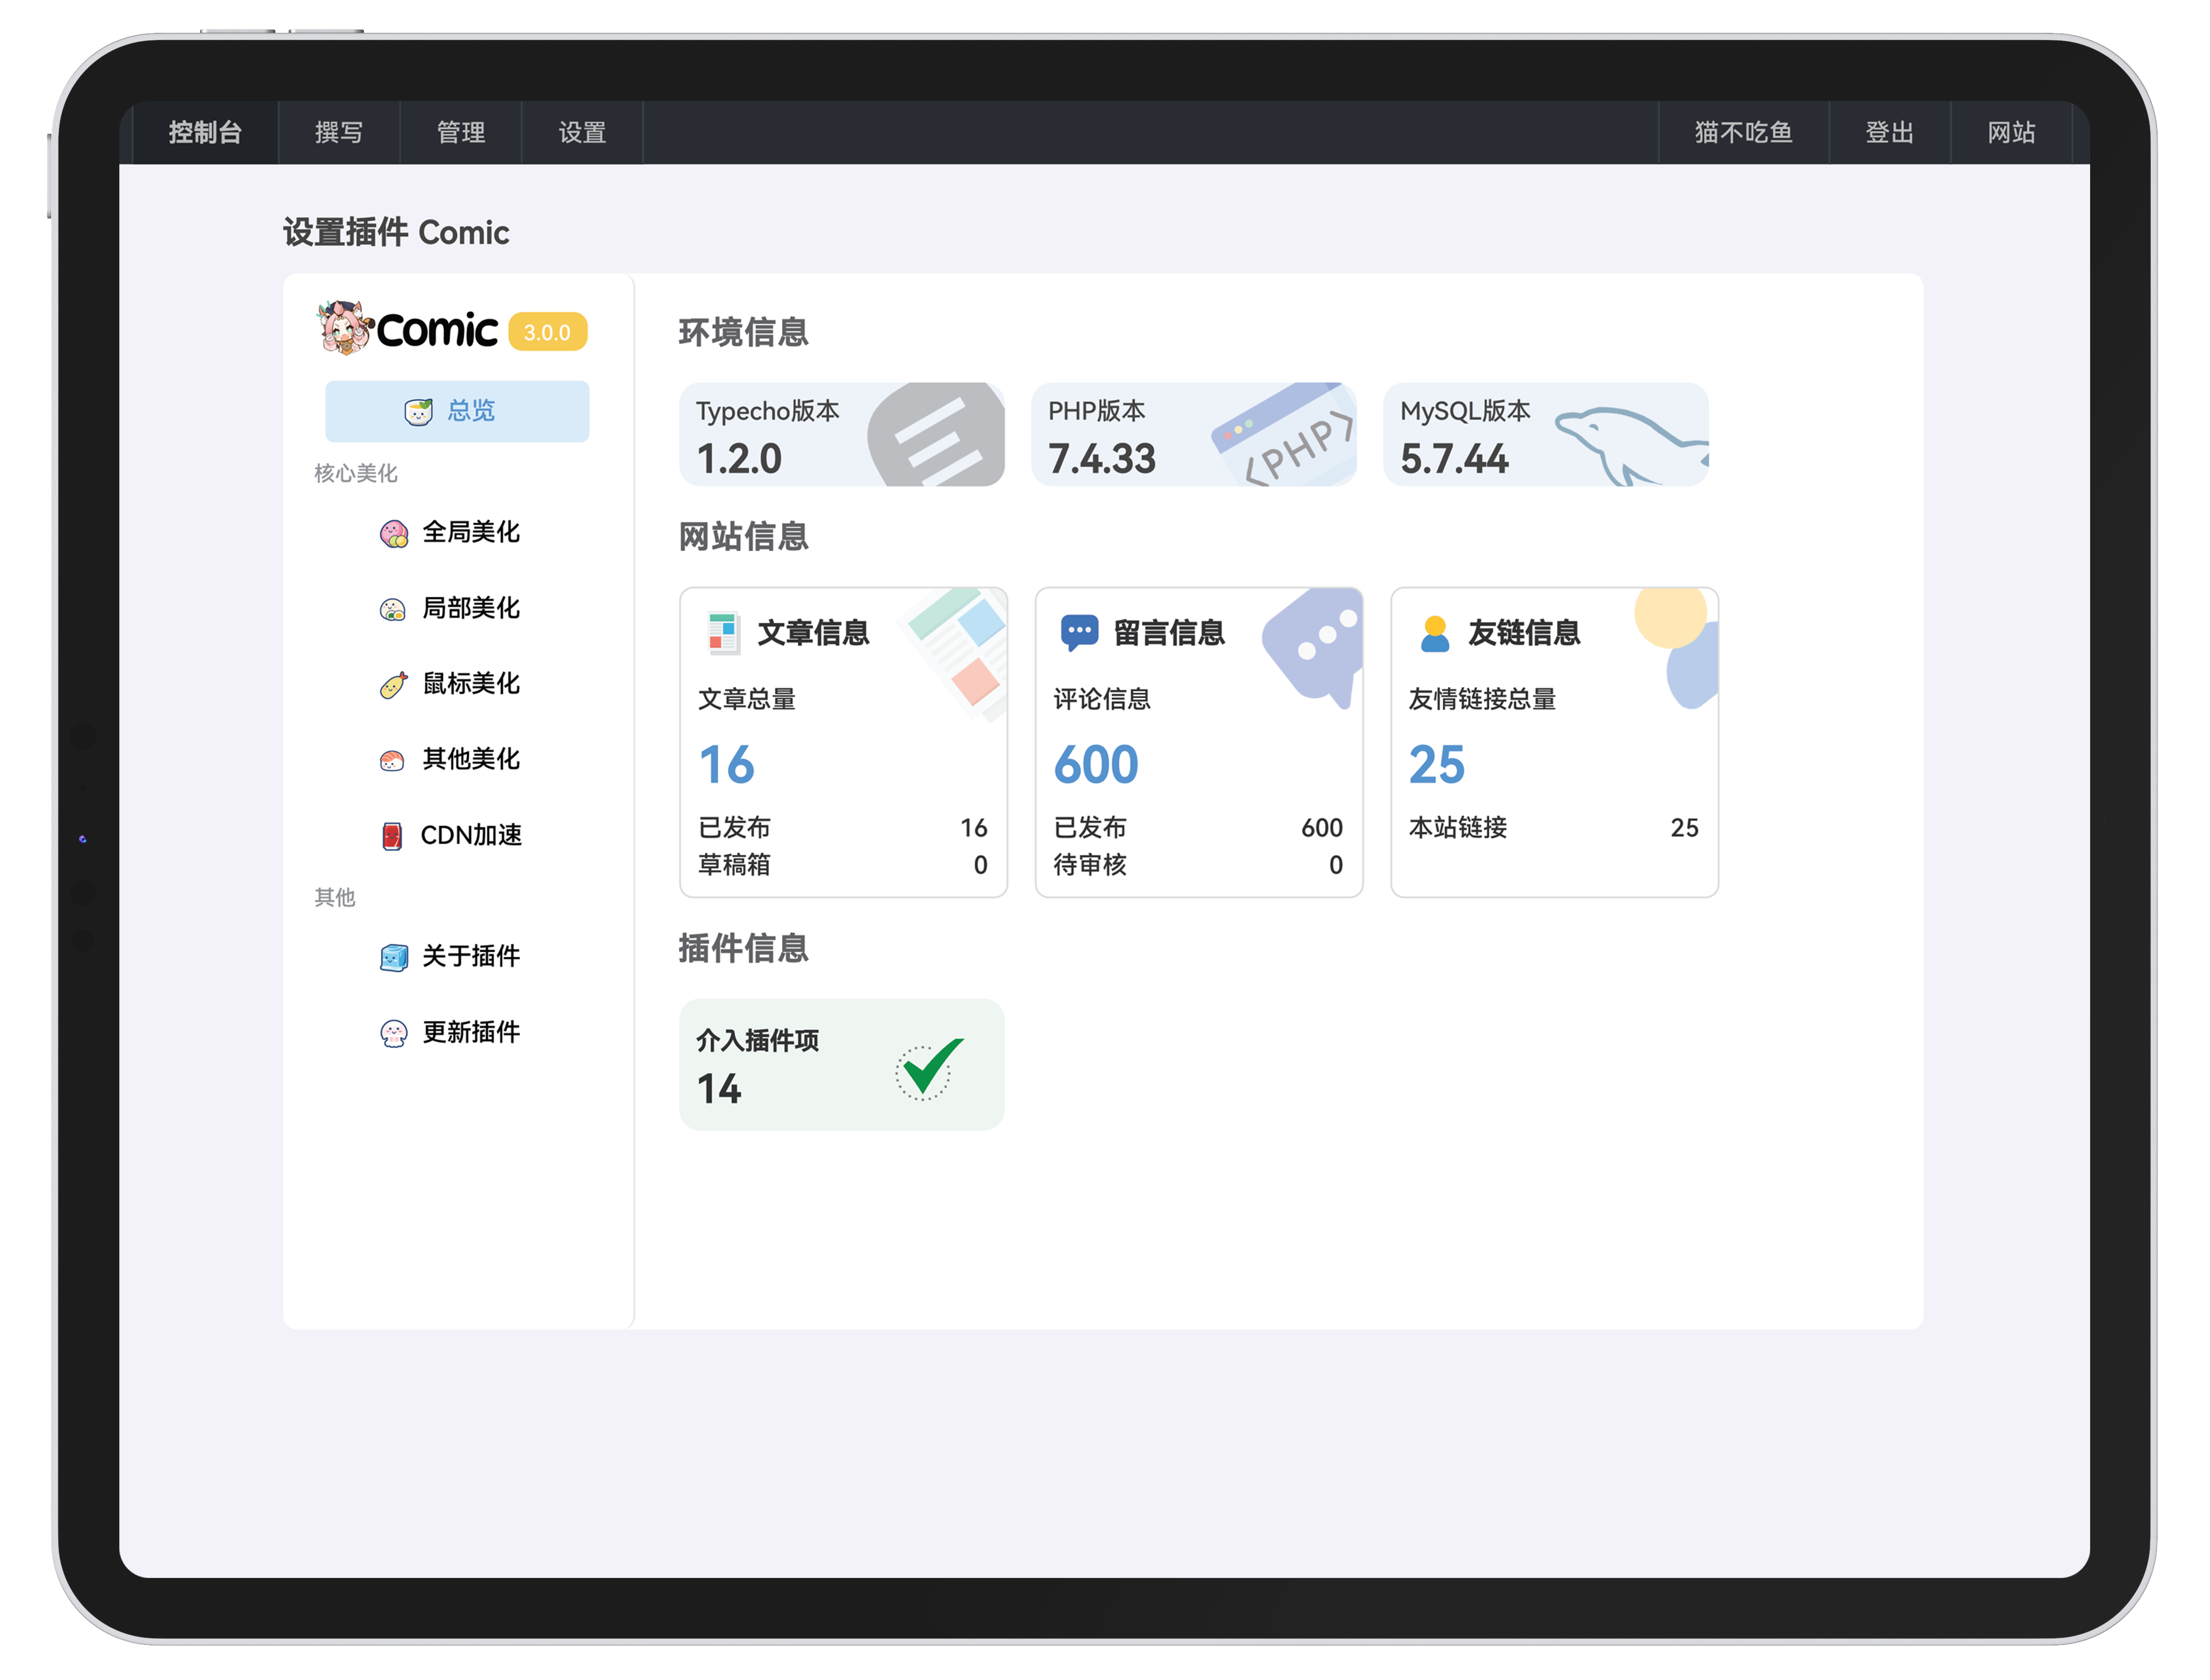 控制台 撰写 管理 设置 猫不吃鱼 登出 网站
设置插件 Comic
Comic 3.0.0
总览
核心美化
全局美化
局部美化
鼠标美化
其他美化
CDN加速
其他
关于插件
更新插件
环境信息
Typecho版本
1.2.0
PHP版本
7.4.33
<PHP>
MySQL版本
5.7.44
网站信息
文章信息
文章总量
16
已发布 16
草稿箱 0
留言信息
评论信息
600
已发布 600
待审核 0
友链信息
友情链接总量
25
本站链接 25
插件信息
介入插件项
14